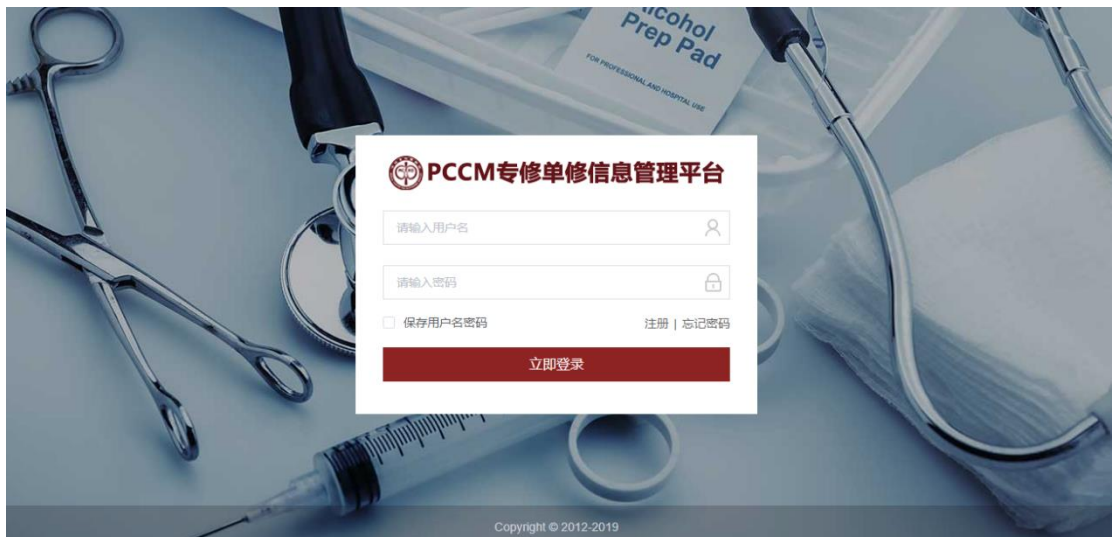 Alcohol
Prep Pad
FOR PROFESSIONAL AND HOSPITAL USE
PCCM专修单修信息管理平台
请输入用户名
请输入密码
保存用户名密码
注册 | 忘记密码
立即登录
Copyright © 2012-2019